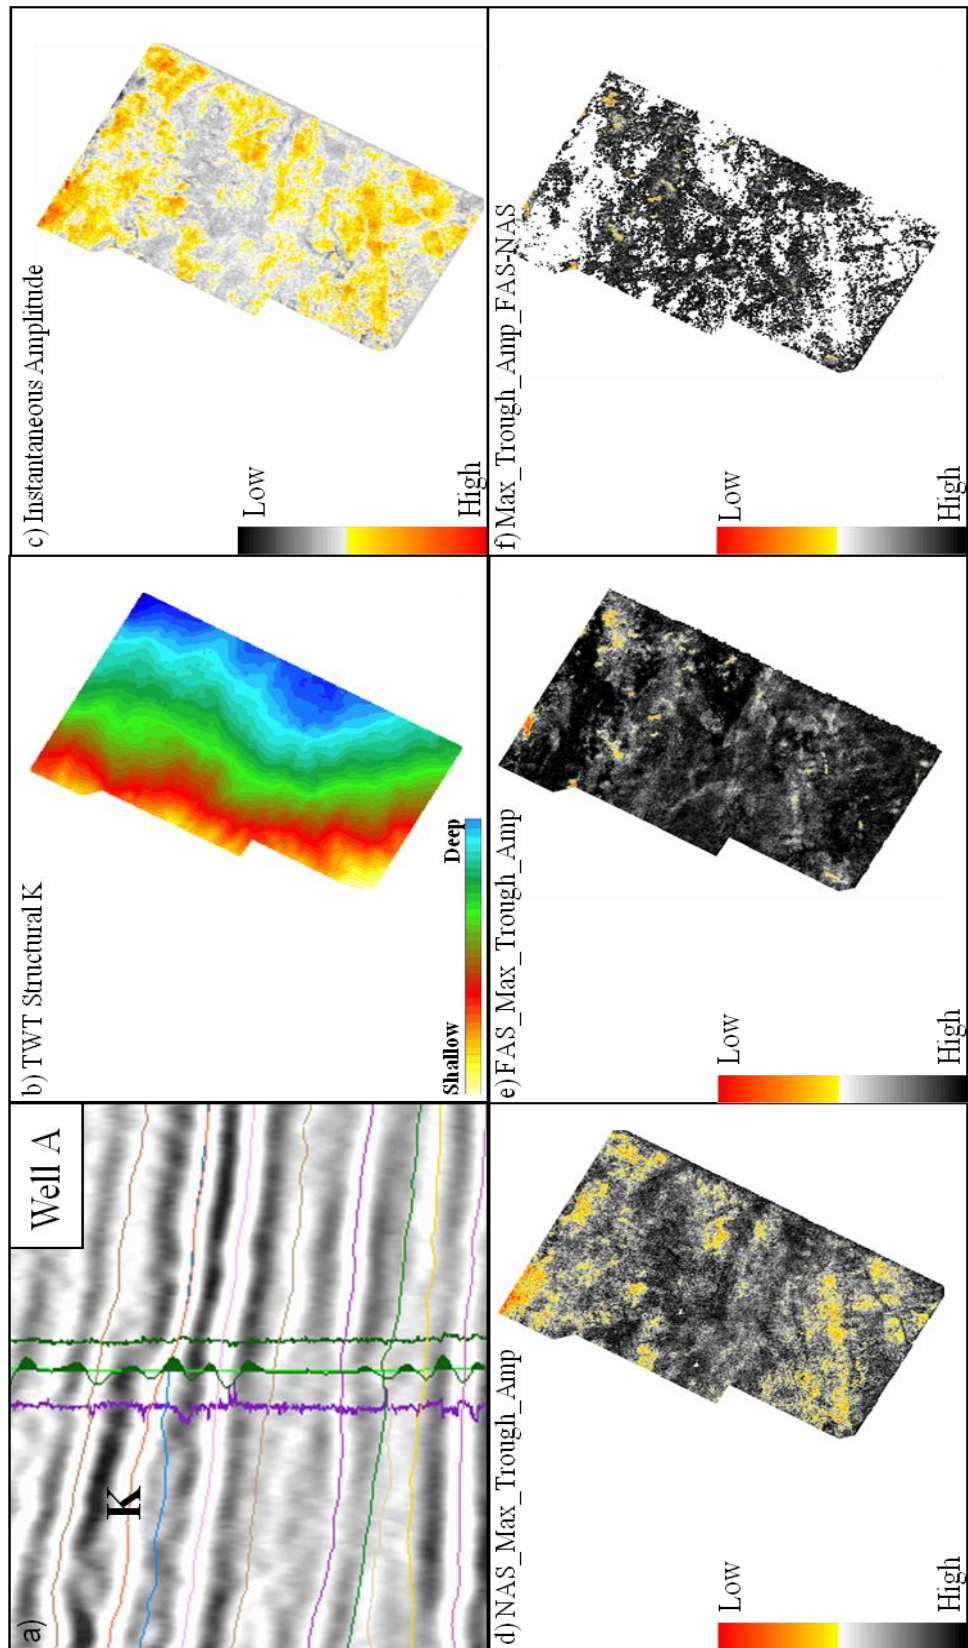 a)
Well A
K
b) TWT Structural K
Shallow
Deep
c) Instantaneous Amplitude
Low
High
d) NAS_Max_Trough_Amp
Low
High
e) FAS_Max_Trough_Amp
Low
High
f) Max_Trough_Amp_FAS-NAS
Low
High